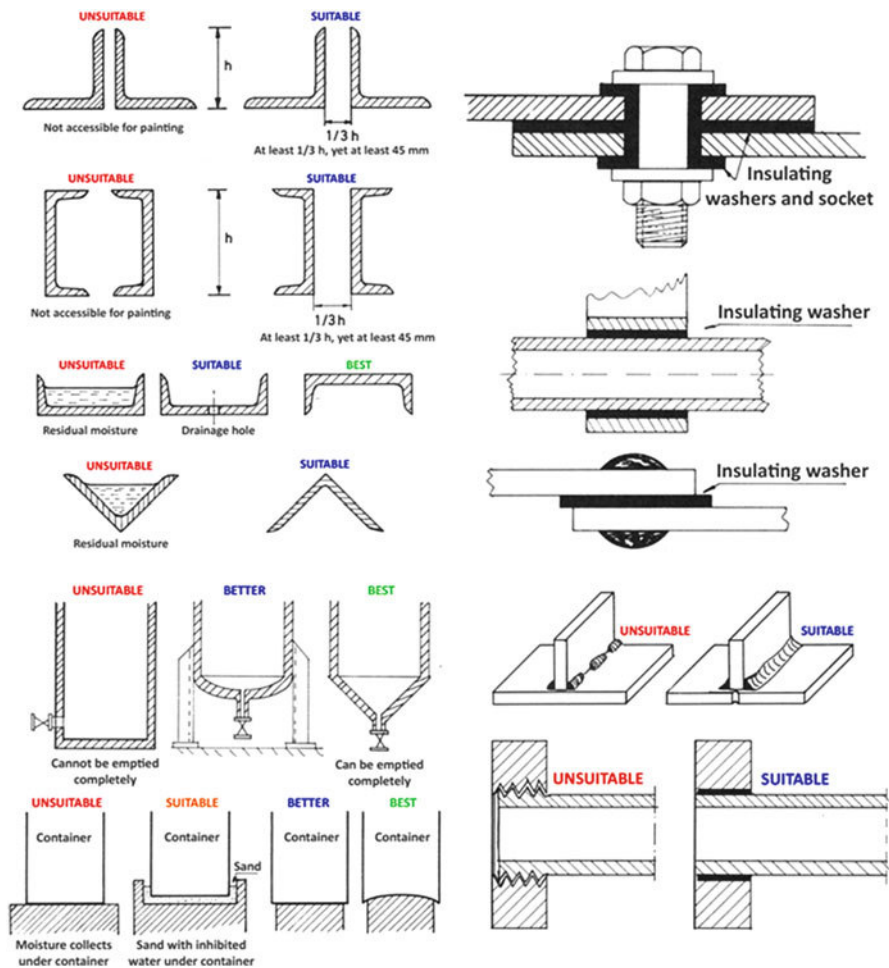 UNSUITABLE
SUITABLE
h
Not accessible for painting
1/3 h
At least 1/3 h, yet at least 45 mm
UNSUITABLE
SUITABLE
h
Not accessible for painting
1/3 h
At least 1/3 h, yet at least 45 mm
UNSUITABLE
SUITABLE
BEST
Residual moisture
Drainage hole
UNSUITABLE
SUITABLE
Residual moisture
UNSUITABLE
BETTER
BEST
Cannot be emptied
completely
Can be emptied
completely
UNSUITABLE
SUITABLE
BETTER
BEST
Container
Container
Container
Container
Sand
Moisture collects
under container
Sand with inhibited
water under container
Insulating
washers and socket
Insulating washer
Insulating washer
UNSUITABLE
SUITABLE
UNSUITABLE
SUITABLE